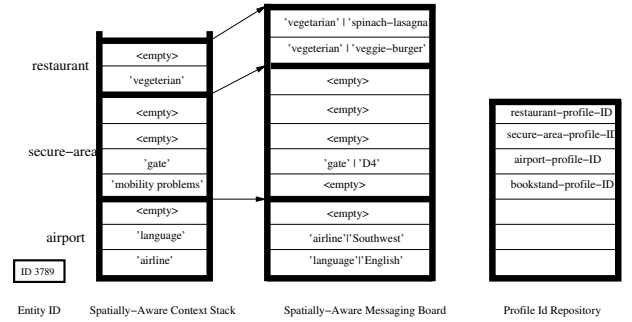 'vegetarian' | 'spinach-lasagna
'vegeterian' | 'veggie-burger'
restaurant
<empty>
'vegeterian'
<empty>
<empty>
<empty>
<empty>
secure-area
'gate'
'mobility problems'
'gate' | 'D4'
<empty>
restaurant-profile-ID
secure-area-profile-ID
airport-profile-ID
bookstand-profile-ID
<empty>
<empty>
airport
'language'
'airline'
'airline'|'Southwest'
'language'|'English'
ID 3789
Entity ID
Spatially-Aware Context Stack
Spatially-Aware Messaging Board
Profile Id Repository